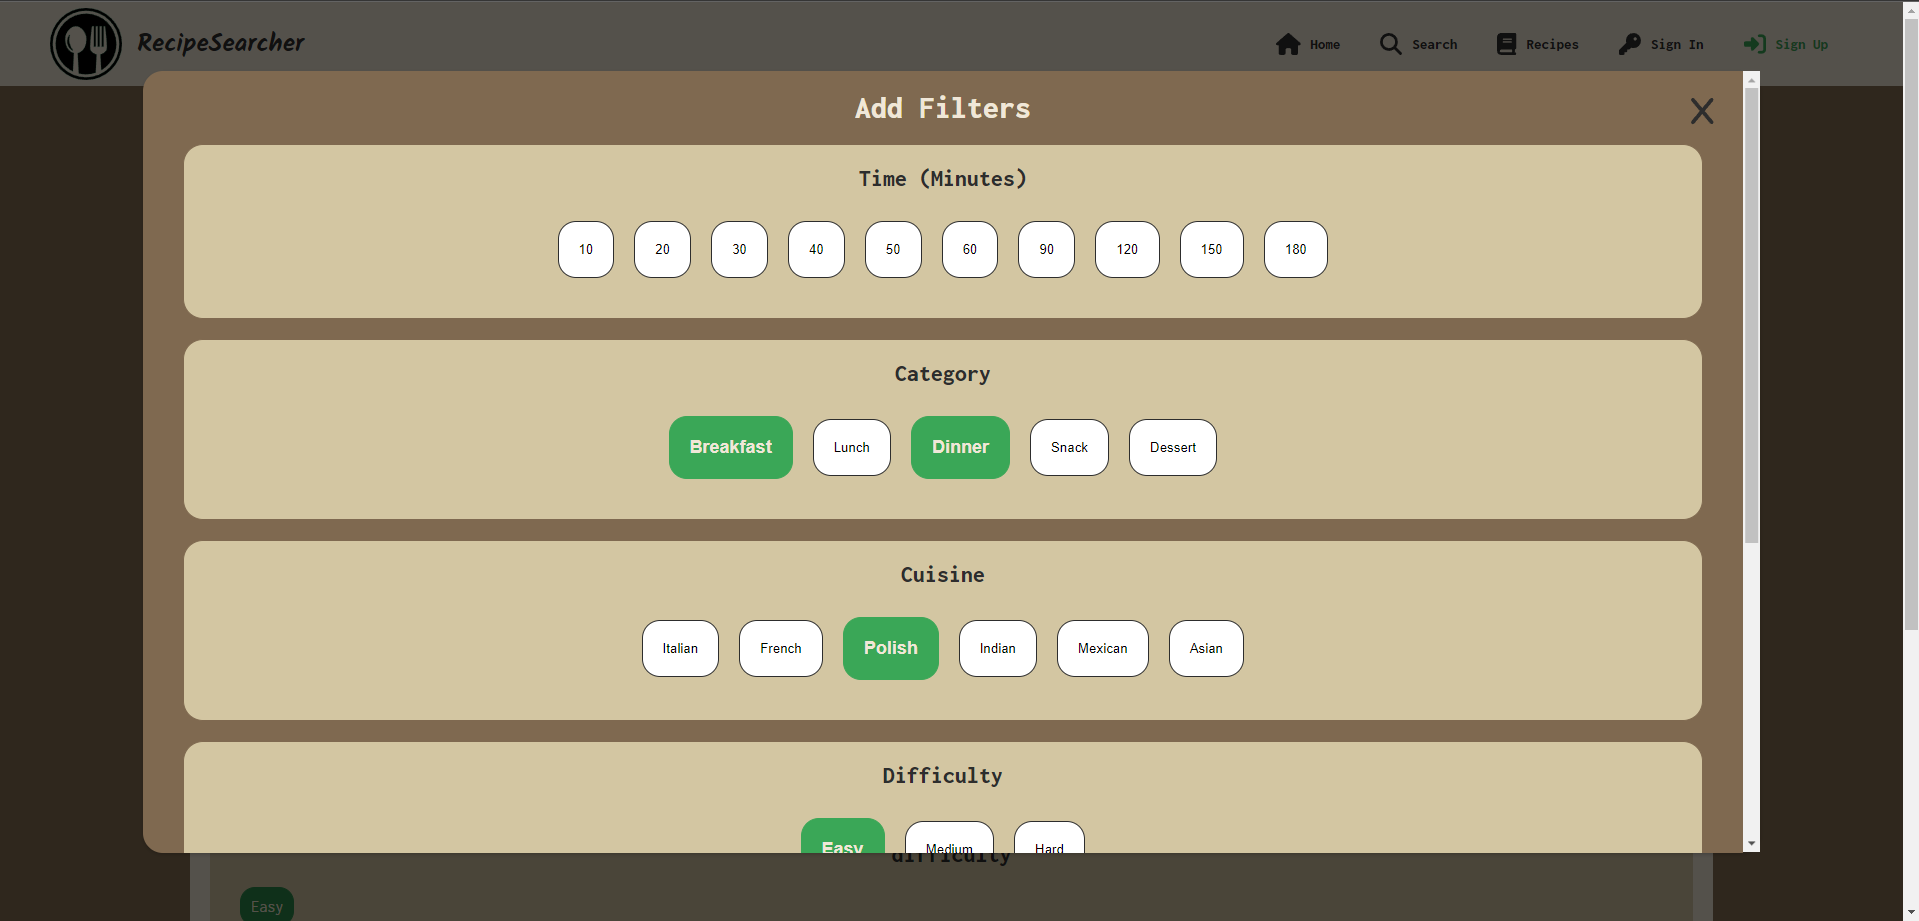 RecipeSearcher
Home Search Recipes Sign In Sign Up
Add Filters
Time (Minutes)
10 20 30 40 50 60 90 120 150 180
Category
Breakfast Lunch Dinner Snack Dessert
Cuisine
Italian French Polish Indian Mexican Asian
Difficulty
Easy Medium Hard
difficulty
Easy